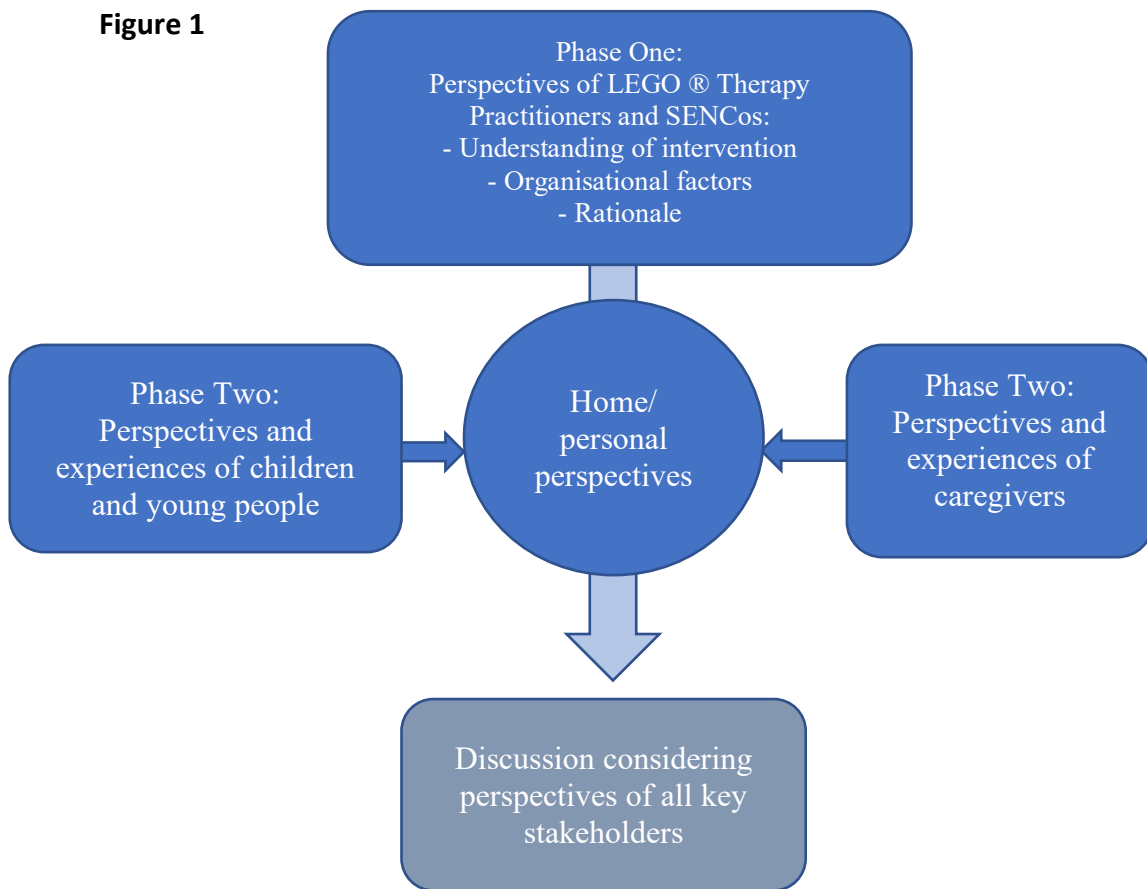 Figure 1
Phase One:
Perspectives of LEGO ® Therapy
Practitioners and SENCos:
- Understanding of intervention
- Organisational factors
- Rationale
Phase Two:
Perspectives and
experiences of children
and young people
Home/
personal
perspectives
Phase Two:
Perspectives and
experiences of
caregivers
Discussion considering
perspectives of all key
stakeholders